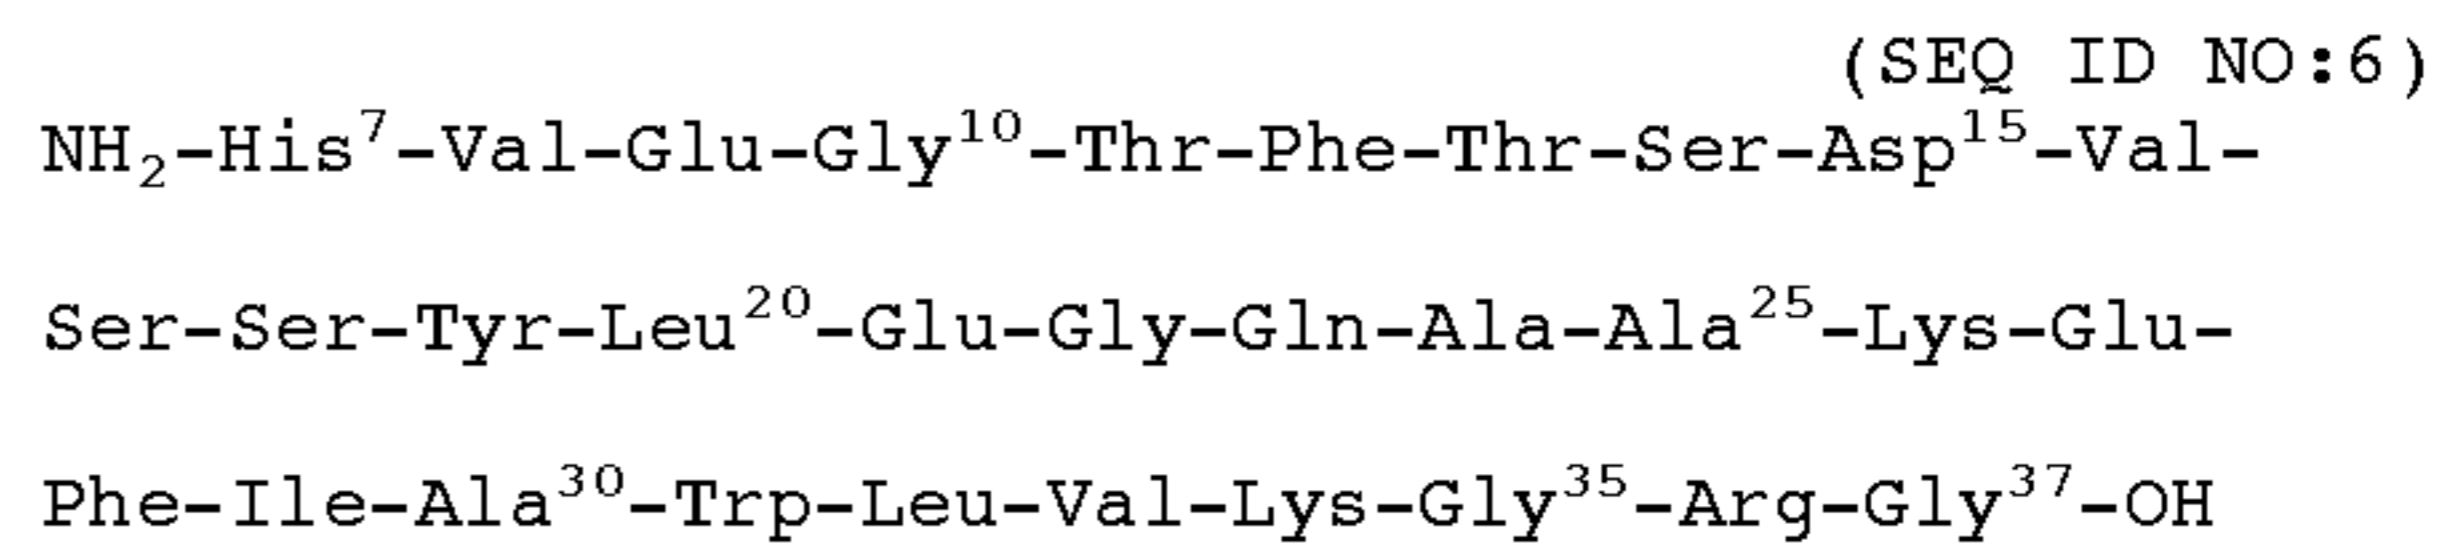 (SEQ ID NO:6)
NH₂-His⁷-Val-Glu-Gly¹⁰-Thr-Phe-Thr-Ser-Asp¹⁵-Val-
Ser-Ser-Tyr-Leu²⁰-Glu-Gly-Gln-Ala-Ala²⁵-Lys-Glu-
Phe-Ile-Ala³⁰-Trp-Leu-Val-Lys-Gly³⁵-Arg-Gly³⁷-OH